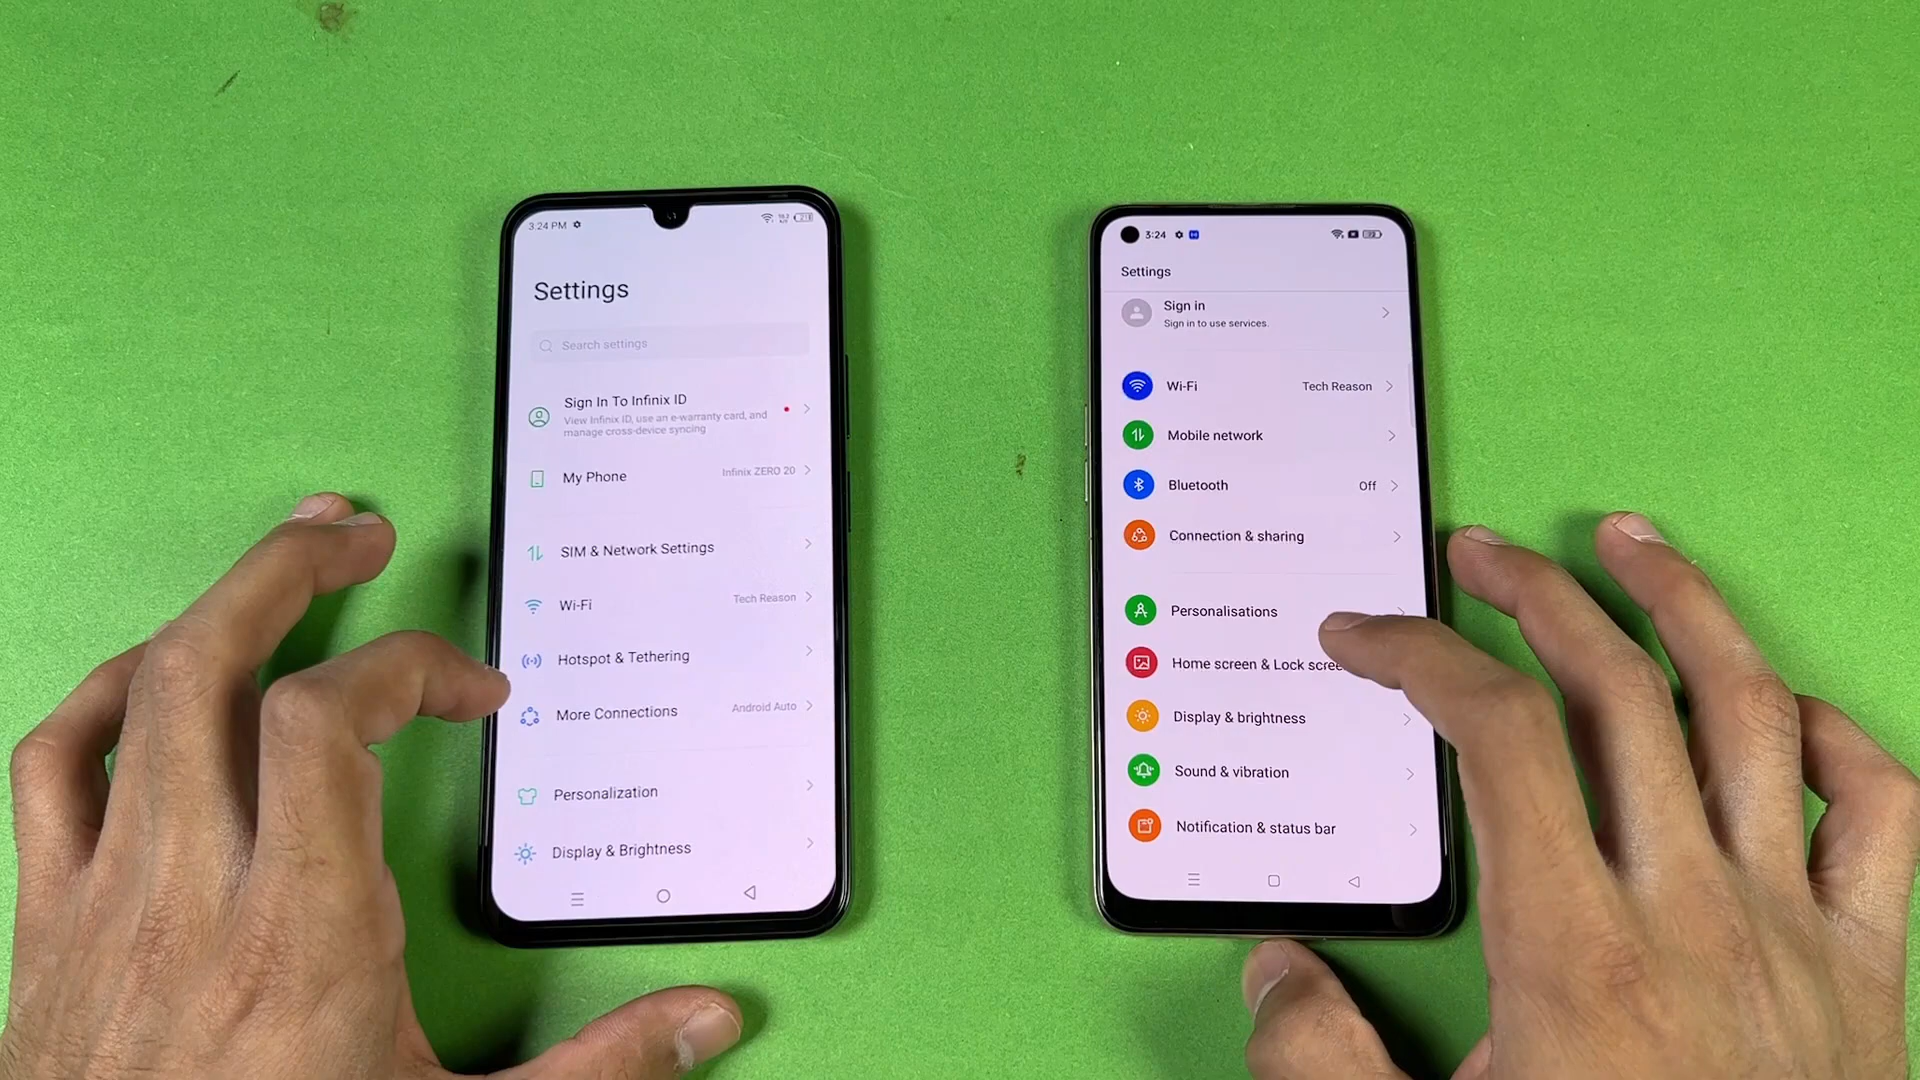 3:24 PM
Settings
Search settings
Sign In To Infinix ID
View Infinix ID, use an e-warranty card, and
manage cross-device syncing
My Phone
Infinix ZERO 20
SIM & Network Settings
Wi-Fi
Tech Reason
Hotspot & Tethering
More Connections
Android Auto
Personalization
Display & Brightness
3:24
Settings
Sign in
Sign in to use services.
Wi-Fi
Tech Reason
Mobile network
Bluetooth
Off
Connection & sharing
Personalisations
Home screen & Lock scree
Display & brightness
Sound & vibration
Notification & status bar